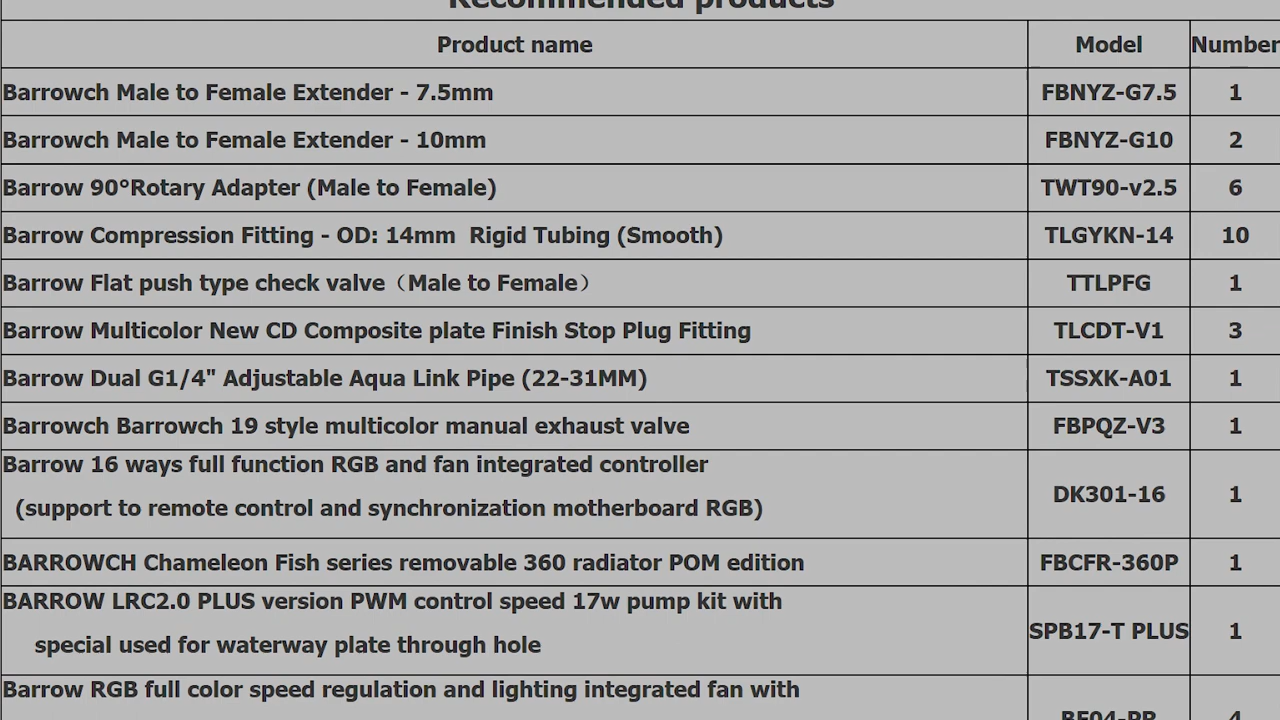 Recommended products
Product name Model Number
Barrowch Male to Female Extender - 7.5mm FBNYZ-G7.5 1
Barrowch Male to Female Extender - 10mm FBNYZ-G10 2
Barrow 90°Rotary Adapter (Male to Female) TWT90-v2.5 6
Barrow Compression Fitting - OD: 14mm  Rigid Tubing (Smooth) TLGYKN-14 10
Barrow Flat push type check valve（Male to Female） TTLPFG 1
Barrow Multicolor New CD Composite plate Finish Stop Plug Fitting TLCDT-V1 3
Barrow Dual G1/4" Adjustable Aqua Link Pipe (22-31MM) TSSXK-A01 1
Barrowch Barrowch 19 style multicolor manual exhaust valve FBPQZ-V3 1
Barrow 16 ways full function RGB and fan integrated controller
(support to remote control and synchronization motherboard RGB) DK301-16 1
BARROWCH Chameleon Fish series removable 360 radiator POM edition FBCFR-360P 1
BARROW LRC2.0 PLUS version PWM control speed 17w pump kit with
special used for waterway plate through hole SPB17-T PLUS 1
Barrow RGB full color speed regulation and lighting integrated fan with
BF04-PR 4